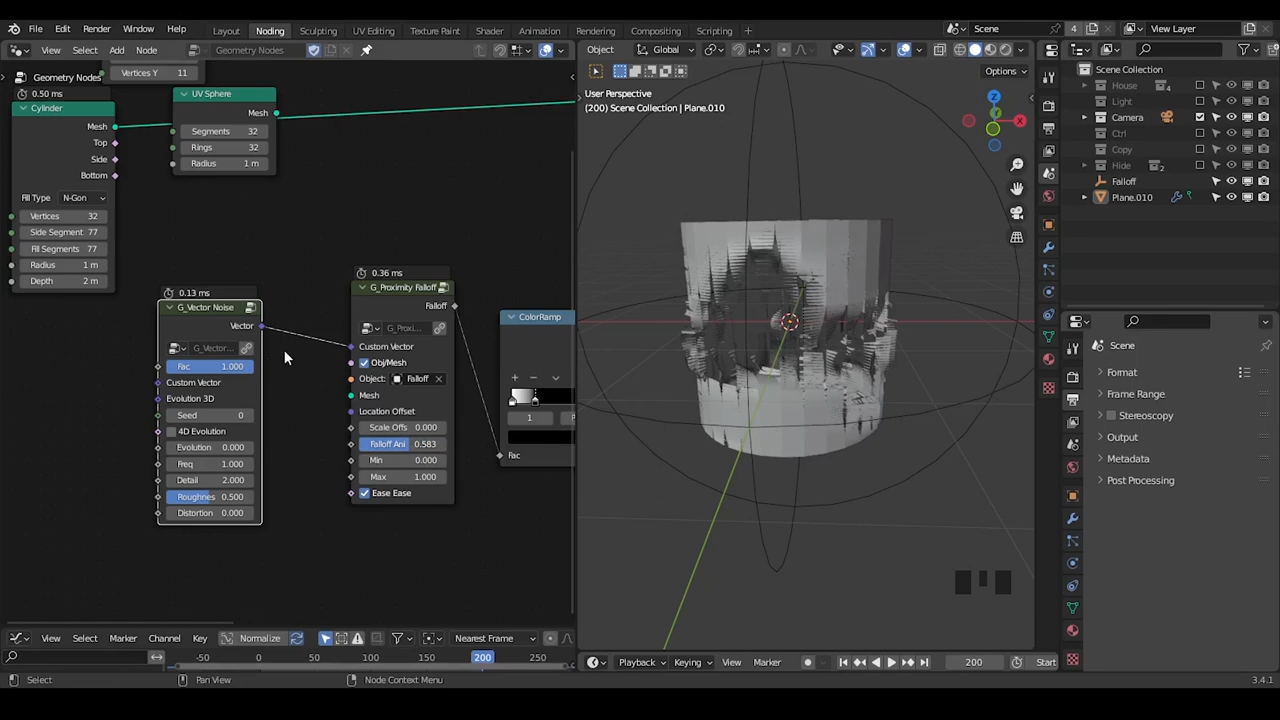 File Edit Render Window Help Layout Noding Sculpting UV Editing Texture Paint Shader Animation Rendering Compositing Scripting Scene 4 View Layer
View Select Add Node Geometry Nodes Object Global
Geometry Nodes
Vertices Y 11
Options
0.50 ms
Cylinder
Mesh
Top
Side
Bottom
Fill Type N-Gon
Vertices 32
Side Segment 77
Fill Segments 77
Radius 1 m
Depth 2 m
UV Sphere
Mesh
Segments 32
Rings 32
Radius 1 m
0.13 ms
G_Vector Noise
Vector
G_Vector...
Fac 1.000
Custom Vector
Evolution 3D
Seed 0
4D Evolution
Evolution 0.000
Freq 1.000
Detail 2.000
Roughnes 0.500
Distortion 0.000
0.36 ms
G_Proximity Falloff
Falloff
G_Proxi...
Custom Vector
Obj/Mesh
Object: Falloff
Mesh
Location Offset
Scale Offs 0.000
Falloff Ani 0.583
Min 0.000
Max 1.000
Ease Ease
ColorRamp
1
Fac
User Perspective
(200) Scene Collection | Plane.010
Z
Y
X
Scene Collection
House 4
Light
Camera
Ctrl
Copy
Hide 2
Falloff
Plane.010
Scene
Format
Frame Range
Stereoscopy
Output
Metadata
Post Processing
View Select Marker Channel Key Normalize Nearest Frame
-50 0 50 100 150 200 250
Playback Keying View Marker 200 Start
Select Pan View Node Context Menu 3.4.1